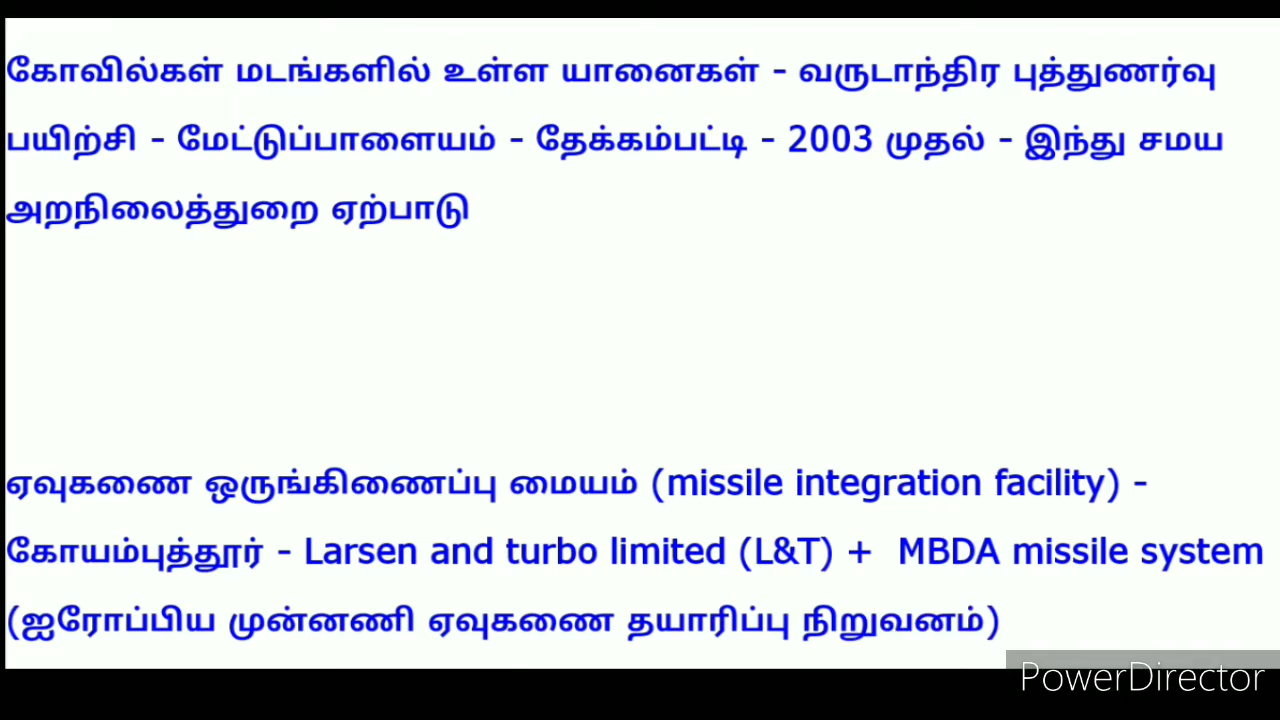 கோவில்கள் மடங்களில் உள்ள யானைகள் - வருடாந்திர புத்துணர்வு
பயிற்சி - மேட்டுப்பாளையம் - தேக்கம்பட்டி - 2003 முதல் - இந்து சமய
அறநிலைத்துறை ஏற்பாடு
ஏவுகணை ஒருங்கிணைப்பு மையம் (missile integration facility) -
கோயம்புத்தூர் - Larsen and turbo limited (L&T) + MBDA missile system
(ஐரோப்பிய முன்னணி ஏவுகணை தயாரிப்பு நிறுவனம்)
PowerDirector